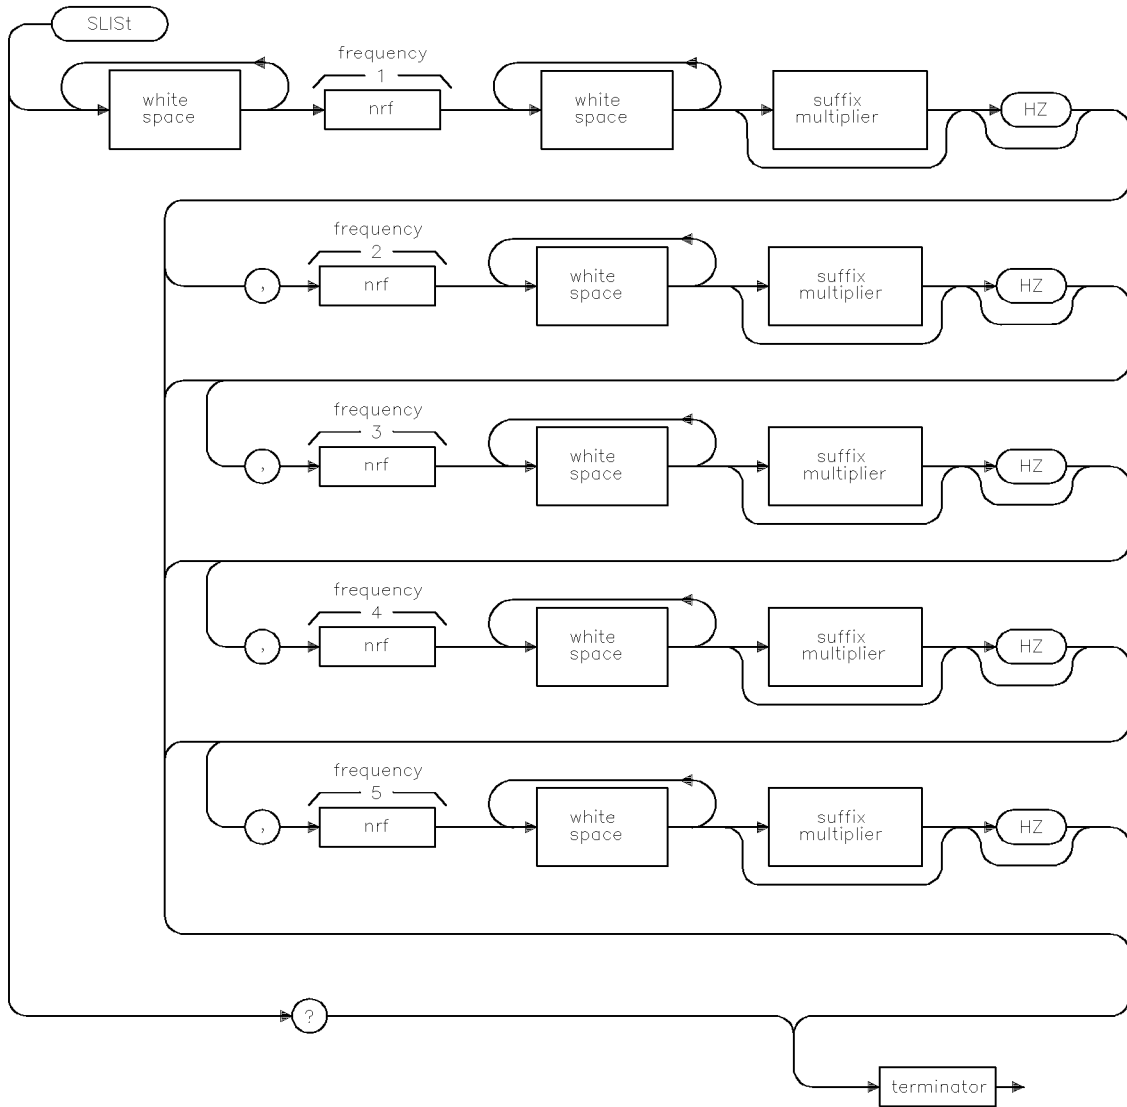 SLISt
frequency
1
white
space
nrf
white
space
suffix
multiplier
HZ
frequency
2
,
nrf
white
space
suffix
multiplier
HZ
frequency
3
,
nrf
white
space
suffix
multiplier
HZ
frequency
4
,
nrf
white
space
suffix
multiplier
HZ
frequency
5
,
nrf
white
space
suffix
multiplier
HZ
?
terminator